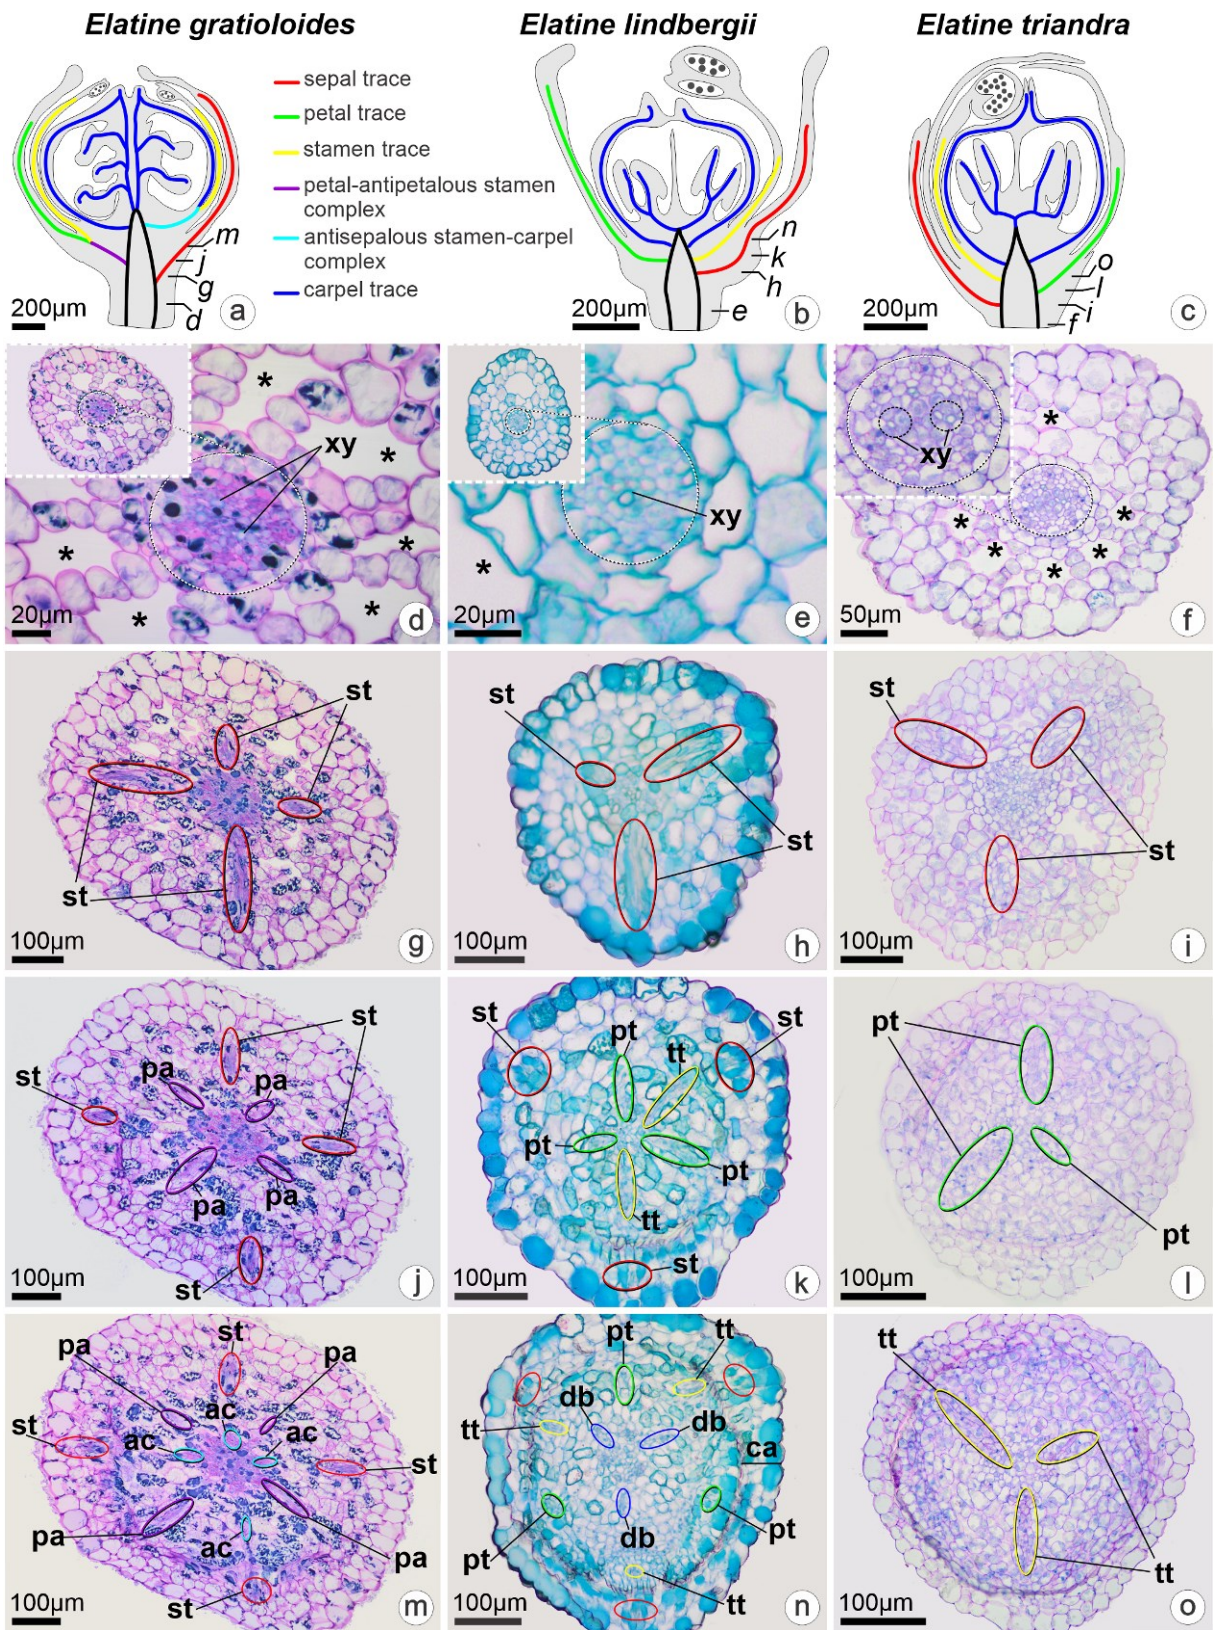 Elatine gratioloides
Elatine lindbergii
Elatine triandra
sepal trace
petal trace
stamen trace
petal-antipetalous stamen
complex
antisepalous stamen-carpel
complex
carpel trace
m
j
g
d
200µm
a
n
k
h
e
200µm
b
o
l
i
f
200µm
c
*
*
*
*
*
xy
20µm
d
xy
*
20µm
e
xy
*
*
*
*
*
*
50µm
f
st
st
100µm
g
st
st
100µm
h
st
st
100µm
i
st
pa
pa
st
pa
pa
st
100µm
j
st
pt
tt
st
pt
pt
tt
st
100µm
k
pt
pt
100µm
l
st
pa
pa
ac
ac
ac
st
st
pa
ac
pa
st
100µm
m
pt
tt
db
db
tt
ca
db
pt
pt
tt
100µm
n
tt
tt
100µm
o